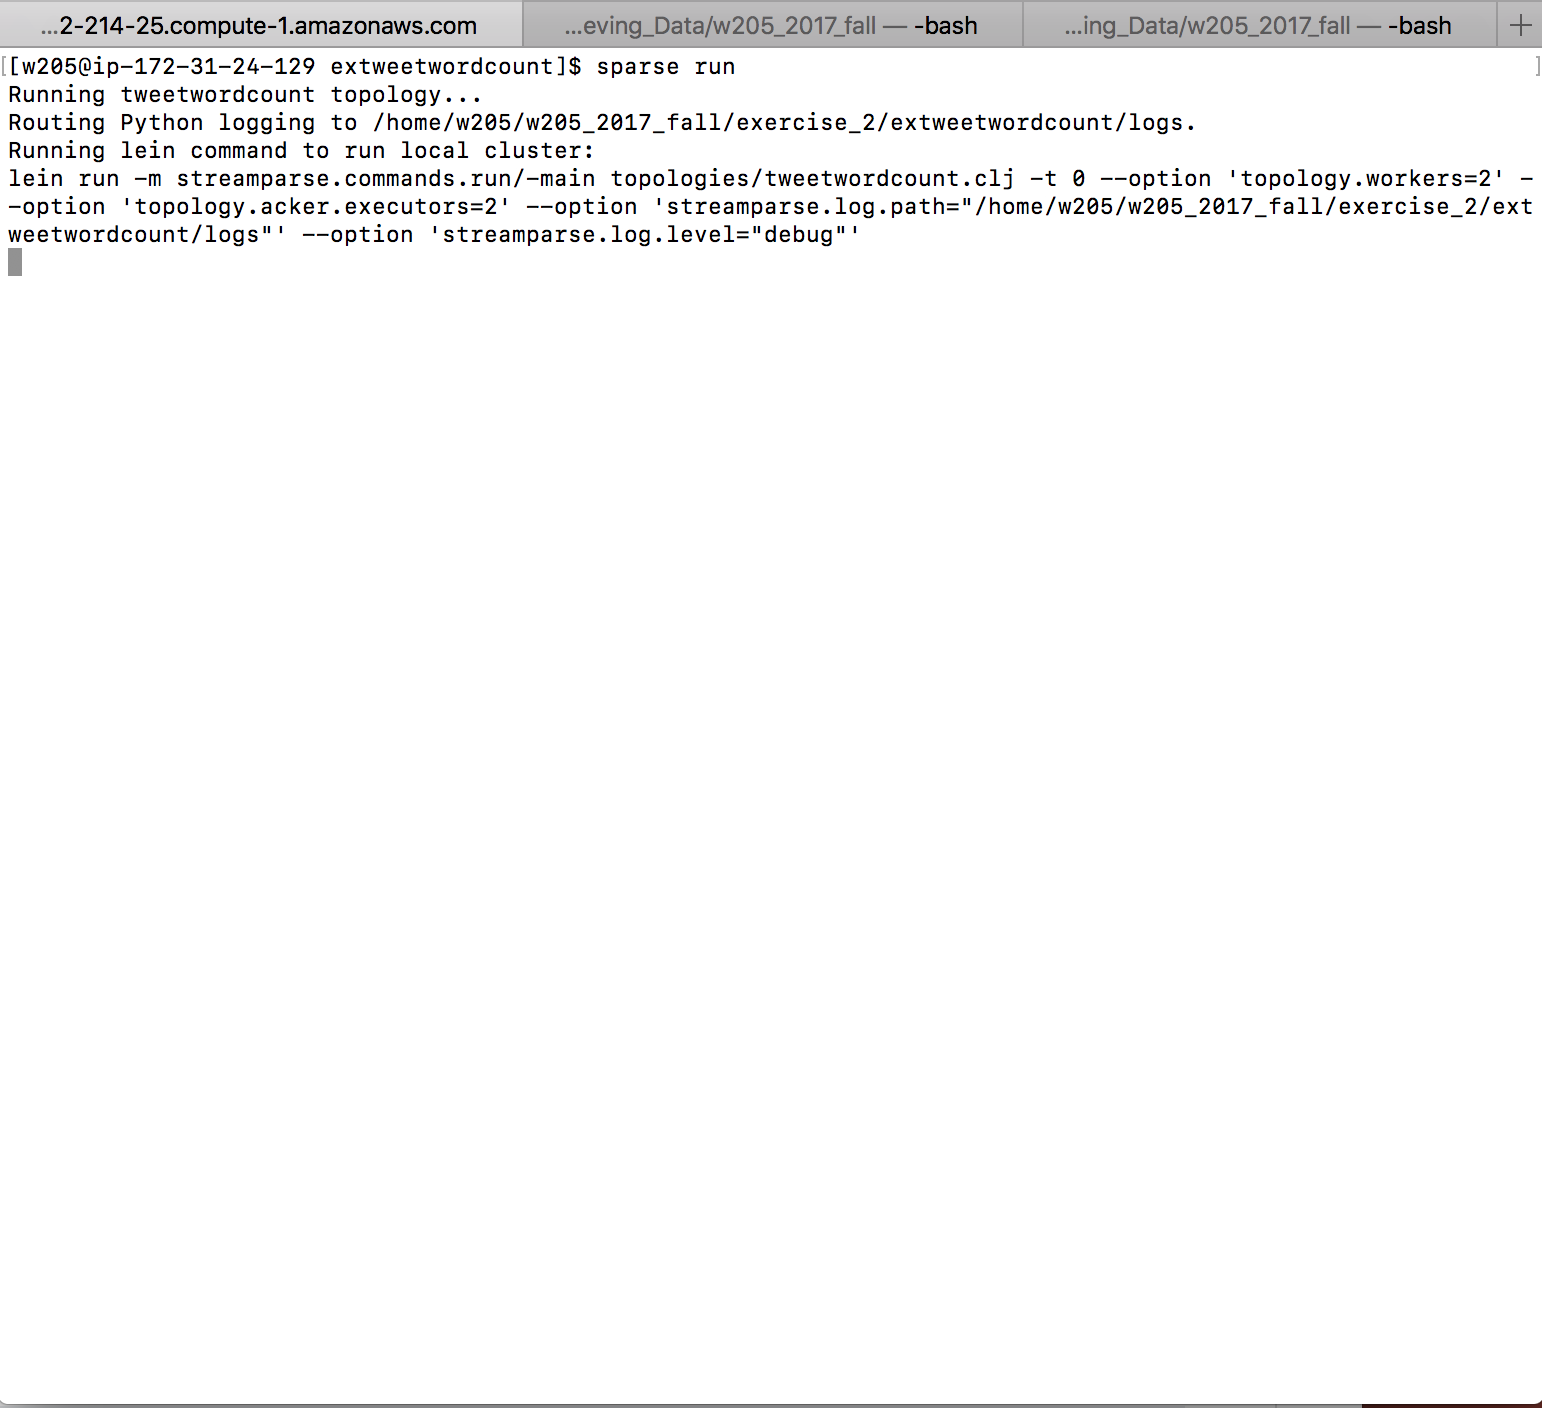 ...2-214-25.compute-1.amazonaws.com ...eving_Data/w205_2017_fall — -bash ...ing_Data/w205_2017_fall — -bash +
[[w205@ip-172-31-24-129 extweetwordcount]$ sparse run ]
Running tweetwordcount topology...
Routing Python logging to /home/w205/w205_2017_fall/exercise_2/extweetwordcount/logs.
Running lein command to run local cluster:
lein run -m streamparse.commands.run/-main topologies/tweetwordcount.clj -t 0 --option 'topology.workers=2' -
-option 'topology.acker.executors=2' --option 'streamparse.log.path="/home/w205/w205_2017_fall/exercise_2/ext
weetwordcount/logs"' --option 'streamparse.log.level="debug"'